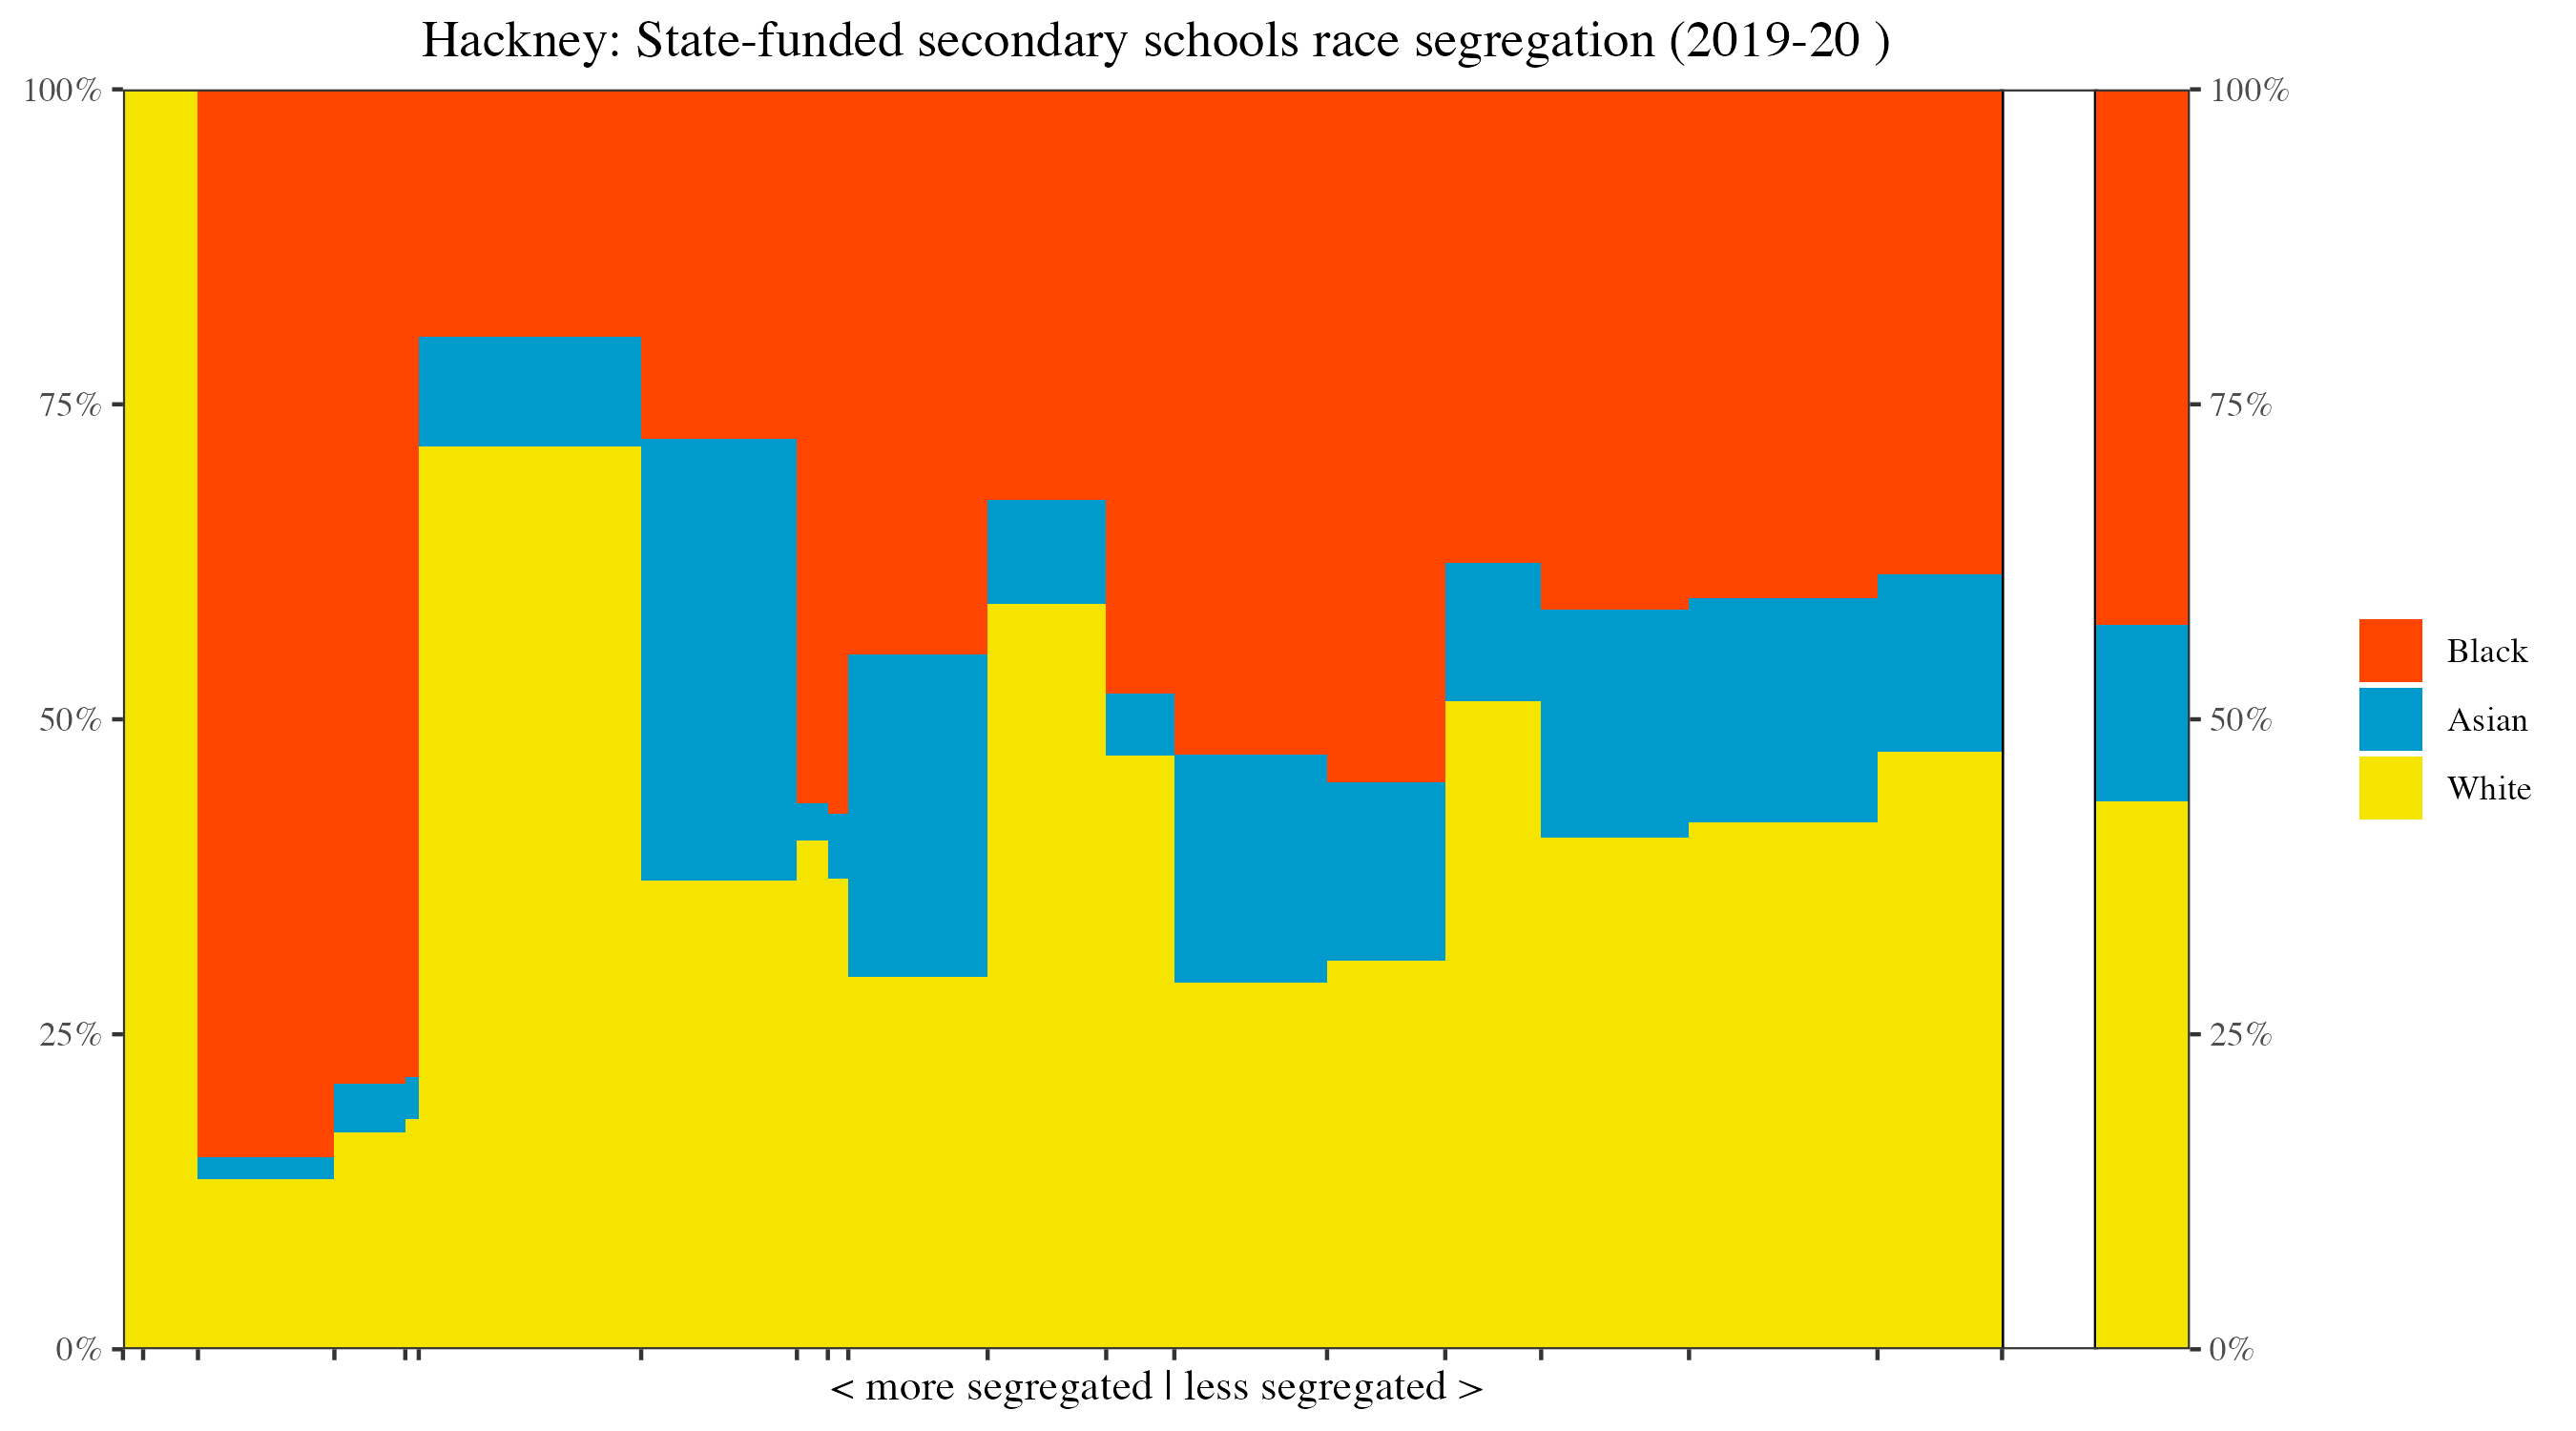 Hackney: State-funded secondary schools race segregation (2019-20 )
100%
100%
75%
75%
50%
50%
25%
25%
0%
0%
Black
Asian
White
< more segregated | less segregated >